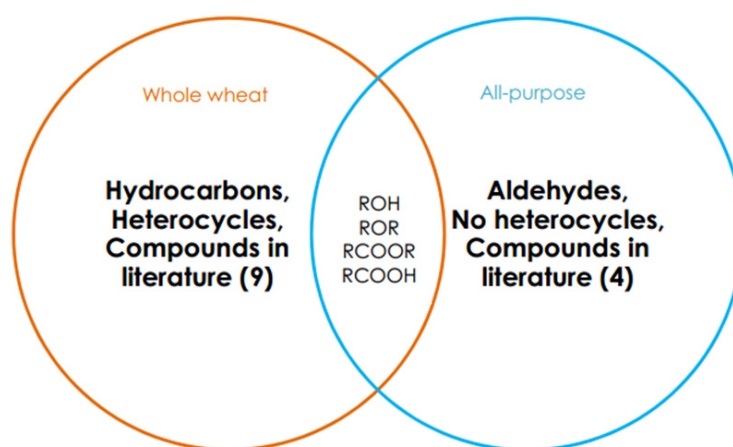 Whole wheat
Hydrocarbons,
Heterocycles,
Compounds in
literature (9)
ROH
ROR
RCOOR
RCOOH
All-purpose
Aldehydes,
No heterocycles,
Compounds in
literature (4)